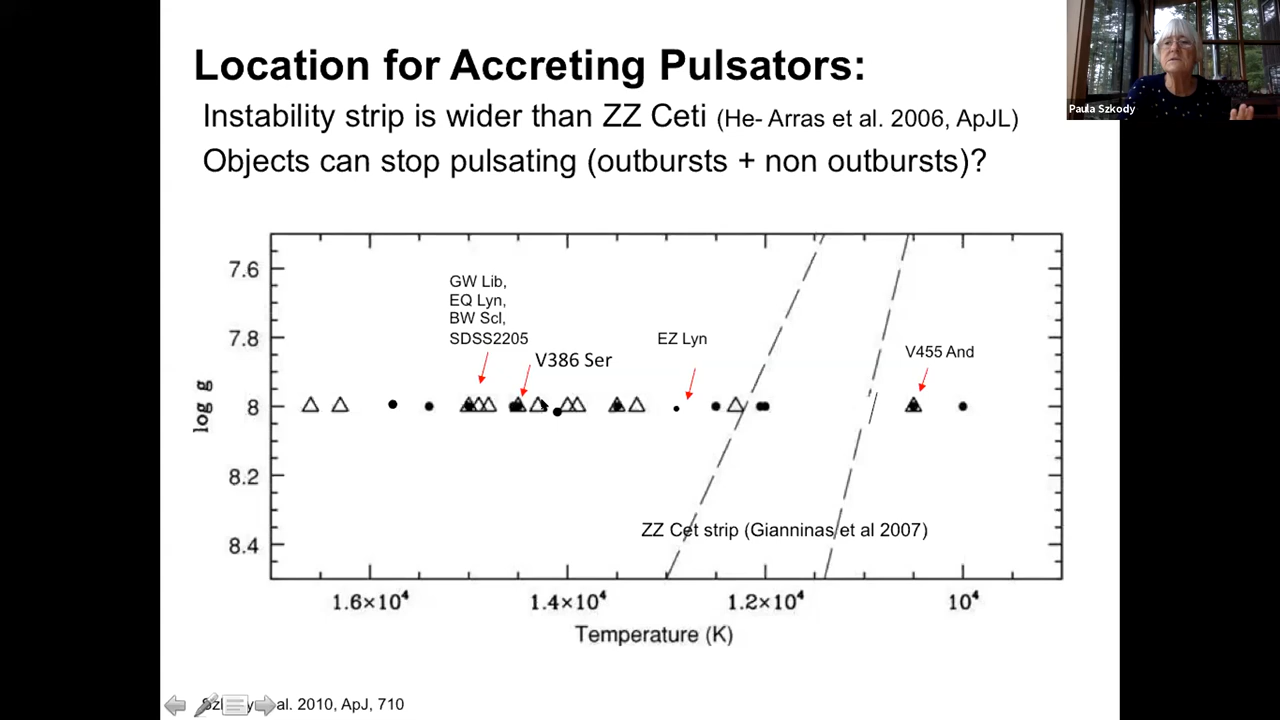 Location for Accreting Pulsators:
Instability strip is wider than ZZ Ceti (He- Arras et al. 2006, ApJL)
Objects can stop pulsating (outbursts + non outbursts)?
Paula Szkody
GW Lib,
EQ Lyn,
BW Scl,
SDSS2205
V386 Ser
EZ Lyn
V455 And
7.6
7.8
8
8.2
8.4
log g
ZZ Cet strip (Gianninas et al 2007)
1.6×10⁴ 1.4×10⁴ 1.2×10⁴ 10⁴
Temperature (K)
al. 2010, ApJ, 710